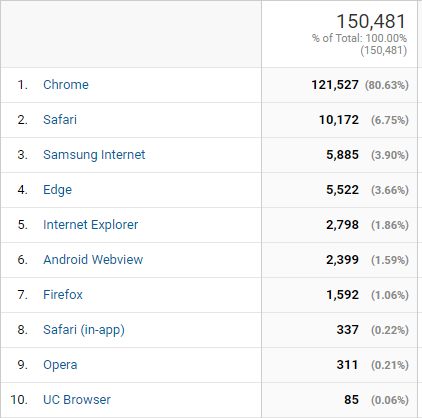 150,481
% of Total: 100.00%
(150,481)
1. Chrome 121,527 (80.63%)
2. Safari 10,172 (6.75%)
3. Samsung Internet 5,885 (3.90%)
4. Edge 5,522 (3.66%)
5. Internet Explorer 2,798 (1.86%)
6. Android Webview 2,399 (1.59%)
7. Firefox 1,592 (1.06%)
8. Safari (in-app) 337 (0.22%)
9. Opera 311 (0.21%)
10. UC Browser 85 (0.06%)